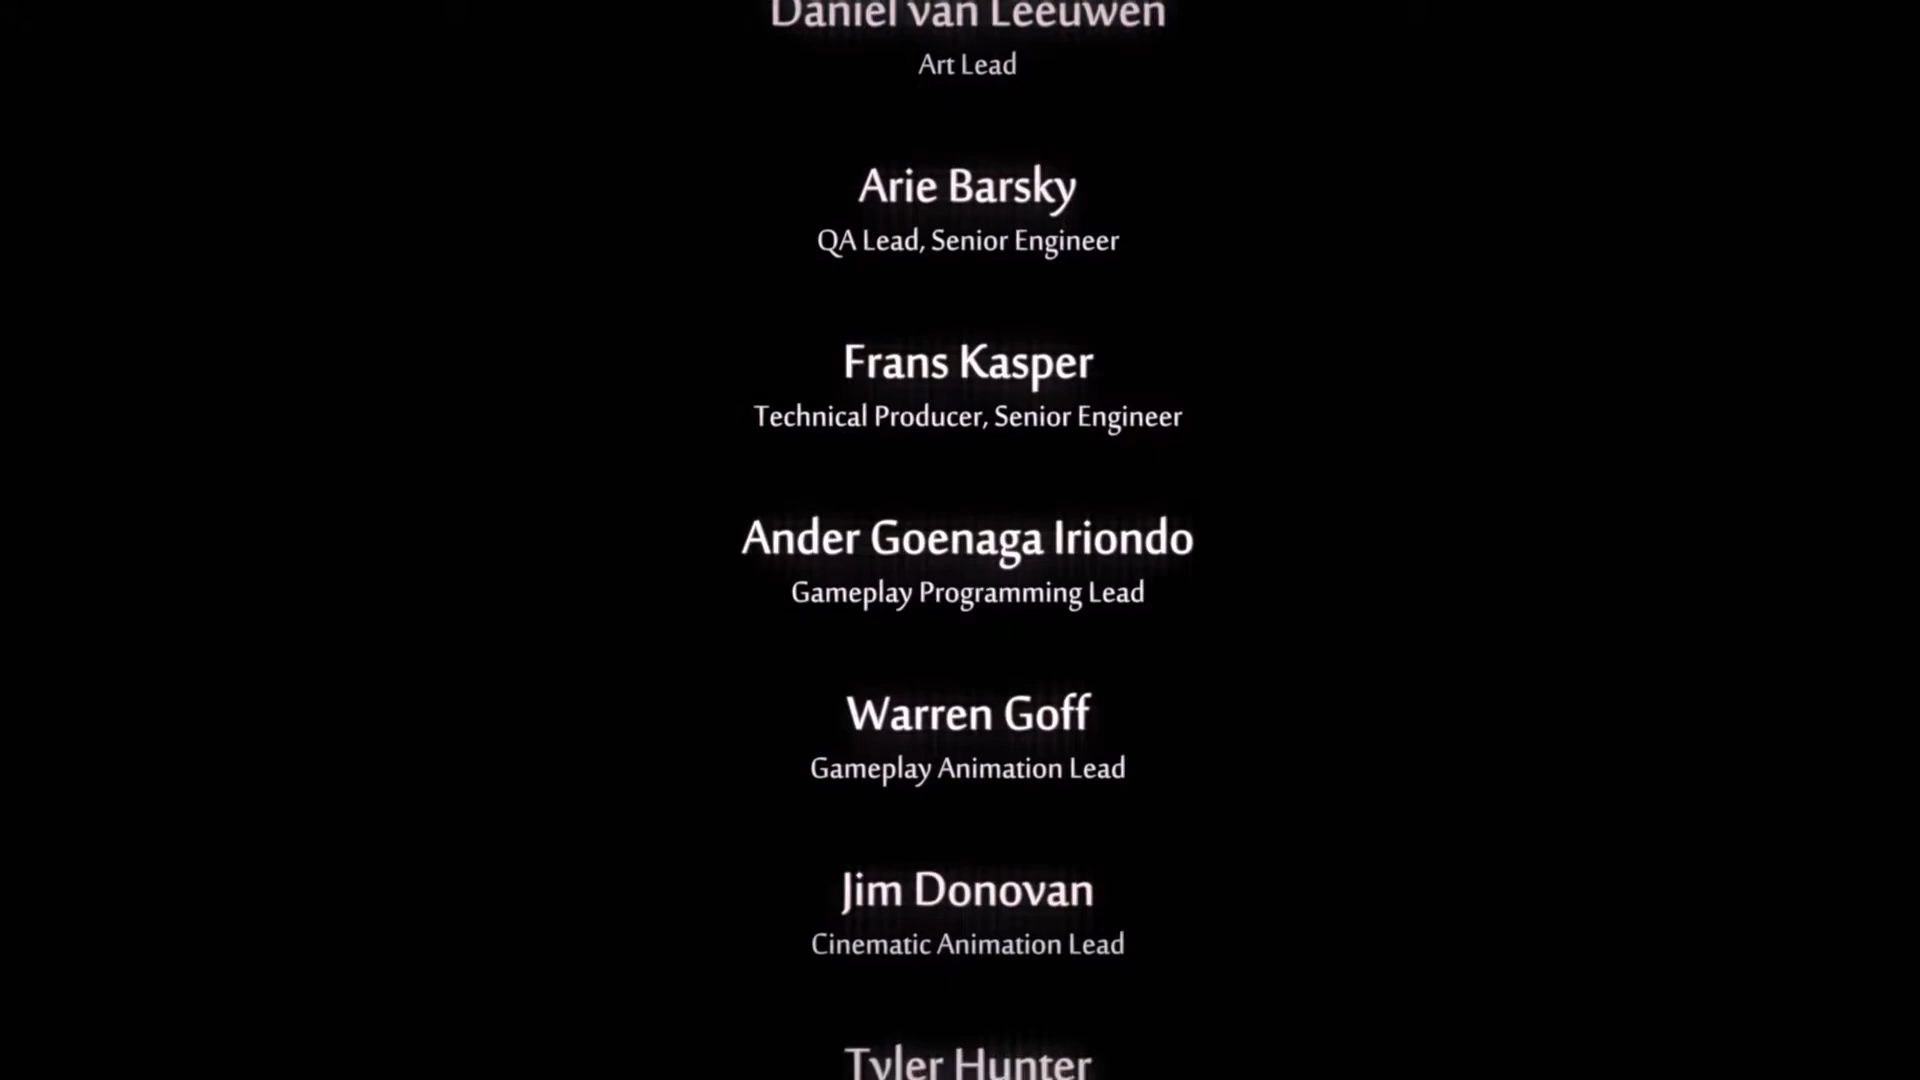 Daniel van Leeuwen
Art Lead
Arie Barsky
QA Lead, Senior Engineer
Frans Kasper
Technical Producer, Senior Engineer
Ander Goenaga Iriondo
Gameplay Programming Lead
Warren Goff
Gameplay Animation Lead
Jim Donovan
Cinematic Animation Lead
Tyler Hunter